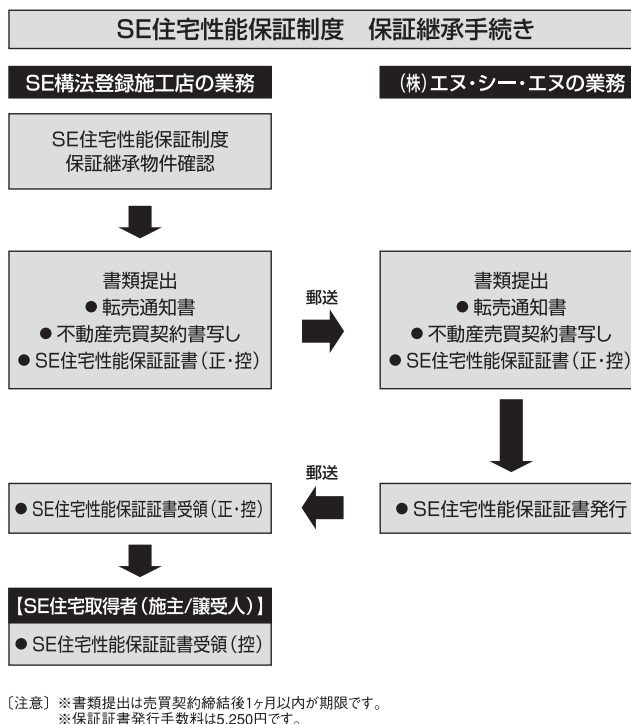 SE住宅性能保証制度　保証継承手続き
SE構法登録施工店の業務
(株)エヌ・シー・エヌの業務
SE住宅性能保証制度
保証継承物件確認
書類提出
● 転売通知書
● 不動産売買契約書写し
● SE住宅性能保証証書(正・控)
郵送
書類提出
● 転売通知書
● 不動産売買契約書写し
● SE住宅性能保証証書(正・控)
● SE住宅性能保証証書発行
郵送
● SE住宅性能保証証書受領(正・控)
【SE住宅取得者(施主/譲受人)】
● SE住宅性能保証証書受領(控)
〔注意〕※書類提出は売買契約締結後1ヶ月以内が期限です。
※保証証書発行手数料は5,250円です。